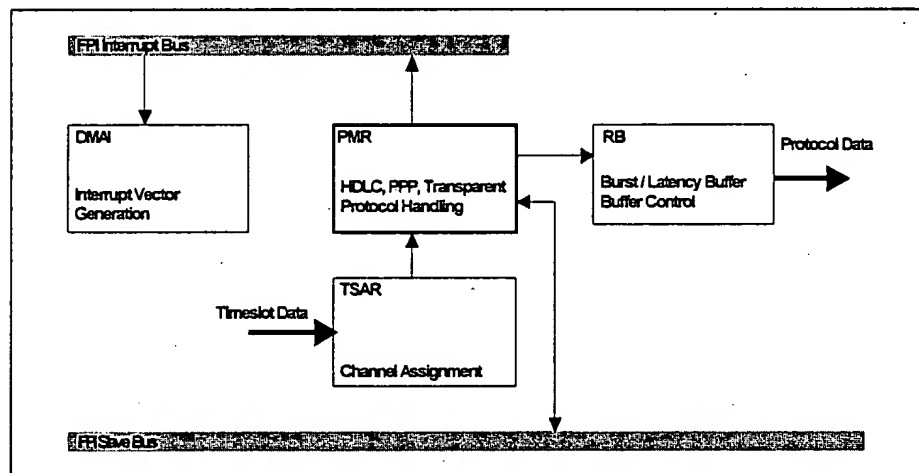 FPI Interrupt Bus
DMAI
Interrupt Vector
Generation
PMR
HDLC, PPP, Transparent
Protocol Handling
RB
Burst / Latency Buffer
Buffer Control
Protocol Data
TSAR
Channel Assignment
Timeslot Data
FPI Slave Bus